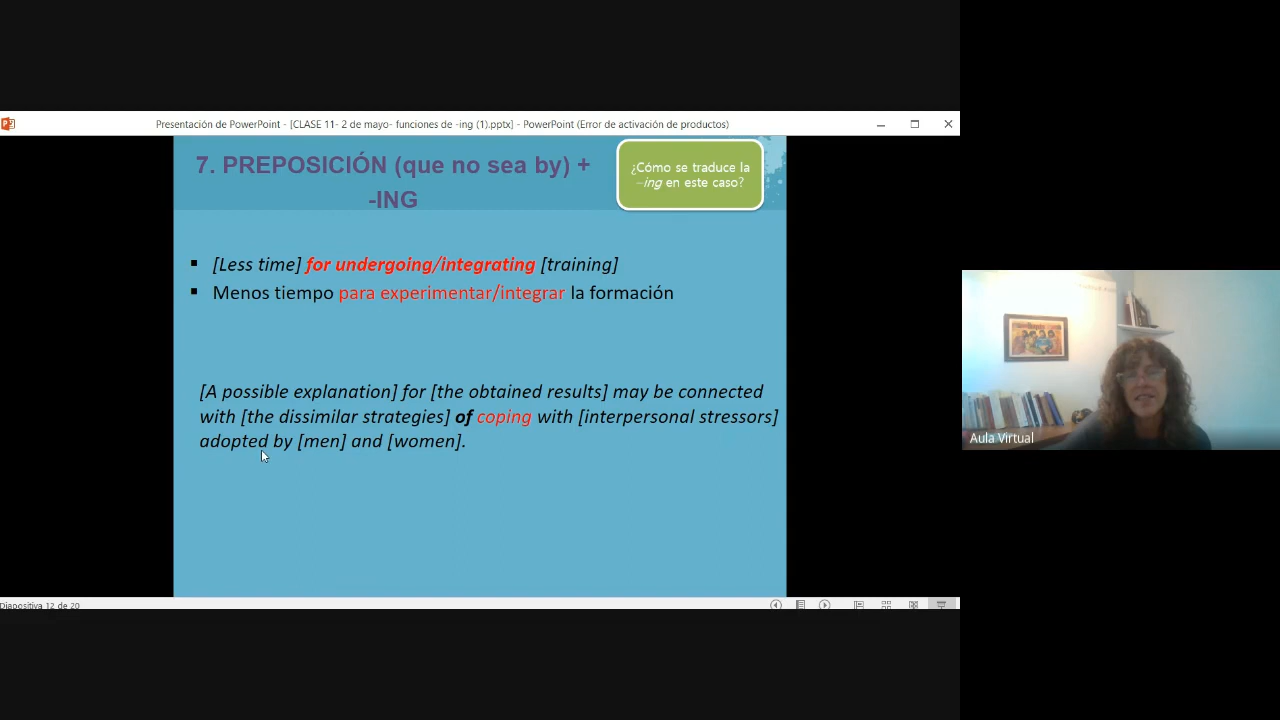 Presentación de PowerPoint - [CLASE 11- 2 de mayo- funciones de -ing (1).pptx] - PowerPoint (Error de activación de productos)
7. PREPOSICIÓN (que no sea by) +
-ING
¿Cómo se traduce la
–ing en este caso?
[Less time] for undergoing/integrating [training]
Menos tiempo para experimentar/integrar la formación
[A possible explanation] for [the obtained results] may be connected
with [the dissimilar strategies] of coping with [interpersonal stressors]
adopted by [men] and [women].
Aula Virtual
Diapositiva 12 de 20